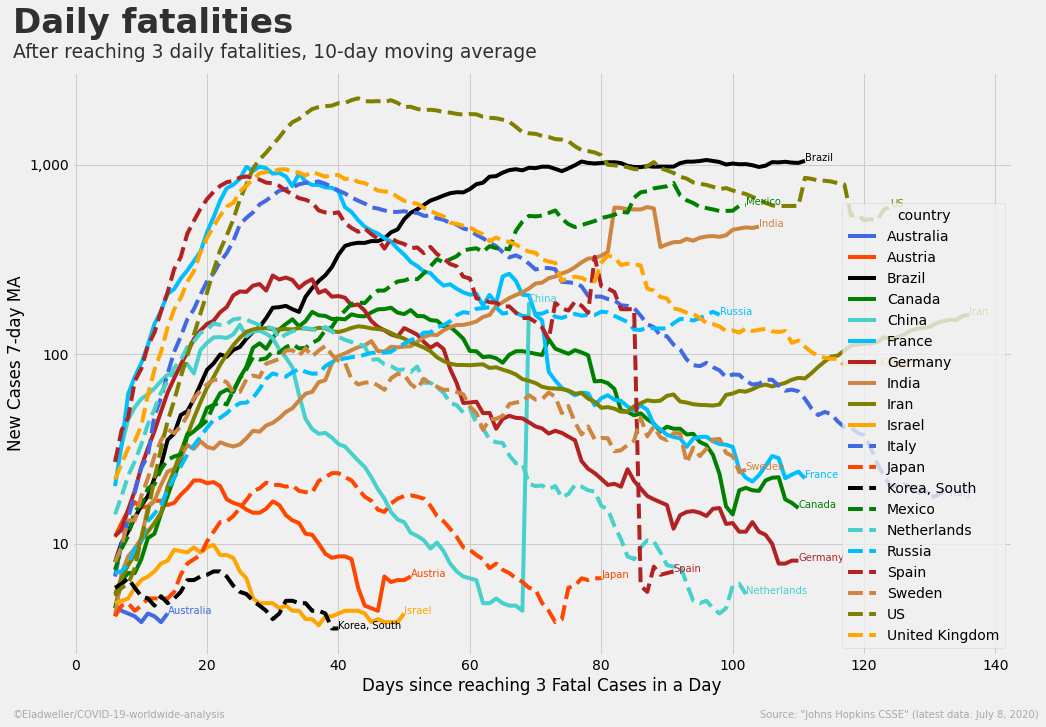 Daily fatalities
After reaching 3 daily fatalities, 10-day moving average
New Cases 7-day MA
1,000
100
10
0
20
40
60
80
100
120
140
Days since reaching 3 Fatal Cases in a Day
Brazil
Mexico
US
India
China
Russia
Iran
Sweden
France
Canada
Germany
Spain
Japan
Netherlands
Austria
Israel
Australia
Korea, South
country
Australia
Austria
Brazil
Canada
China
France
Germany
India
Iran
Israel
Italy
Japan
Korea, South
Mexico
Netherlands
Russia
Spain
Sweden
US
United Kingdom
©Eladweller/COVID-19-worldwide-analysis
Source: "Johns Hopkins CSSE" (latest data: July 8, 2020)